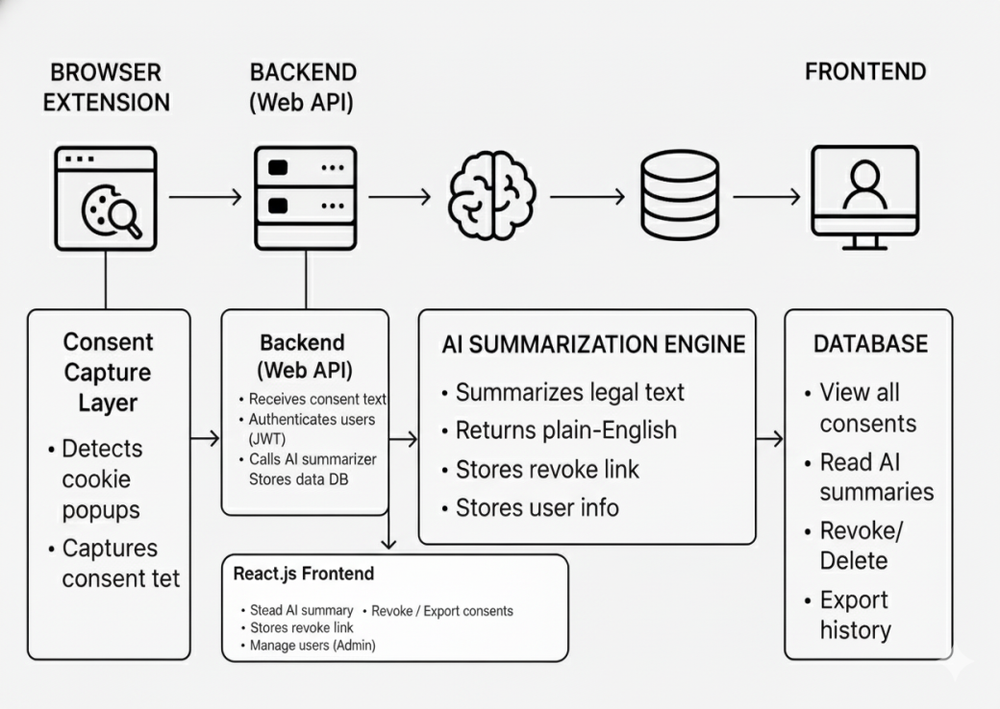 BROWSER
EXTENSION
BACKEND
(Web API)
FRONTEND
Consent
Capture
Layer
• Detects
cookie
popups
• Captures
consent tet
Backend
(Web API)
• Receives consent text
• Authenticates users
(JWT)
• Calls AI summarizer
Stores data DB
AI SUMMARIZATION ENGINE
• Summarizes legal text
• Returns plain-English
• Stores revoke link
• Stores user info
DATABASE
• View all
consents
• Read AI
summaries
• Revoke/
Delete
• Export
history
React.js Frontend
• Stead AI summary • Revoke / Export consents
• Stores revoke link
• Manage users (Admin)